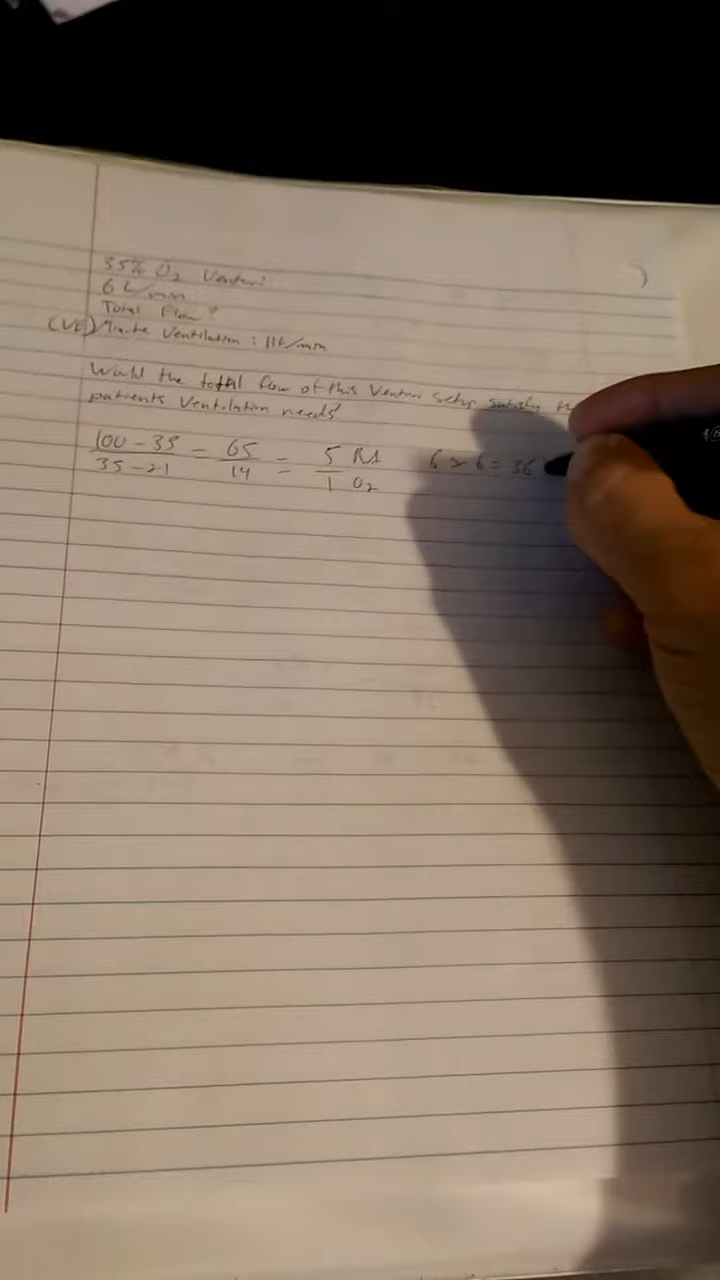 35% O2 Venturi
6 L/min
Total Flow?
(VE) Minute Ventilation: 11L/min
Would the total flow of this Venturi setup satisfy the
patients Ventilation needs?
100 - 35 / 35 - 21 = 65 / 14 = 5 RA / 1 O2 6 x 6 = 36